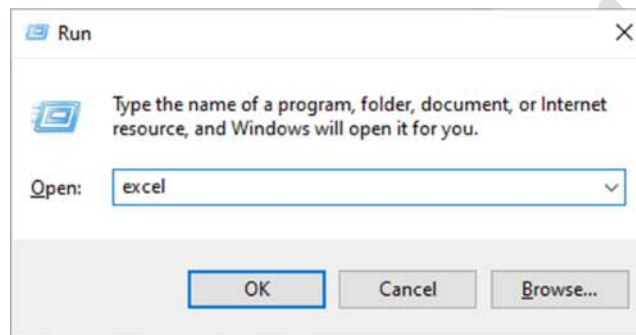 Run
Type the name of a program, folder, document, or Internet
resource, and Windows will open it for you.
Open: excel
OK Cancel Browse...